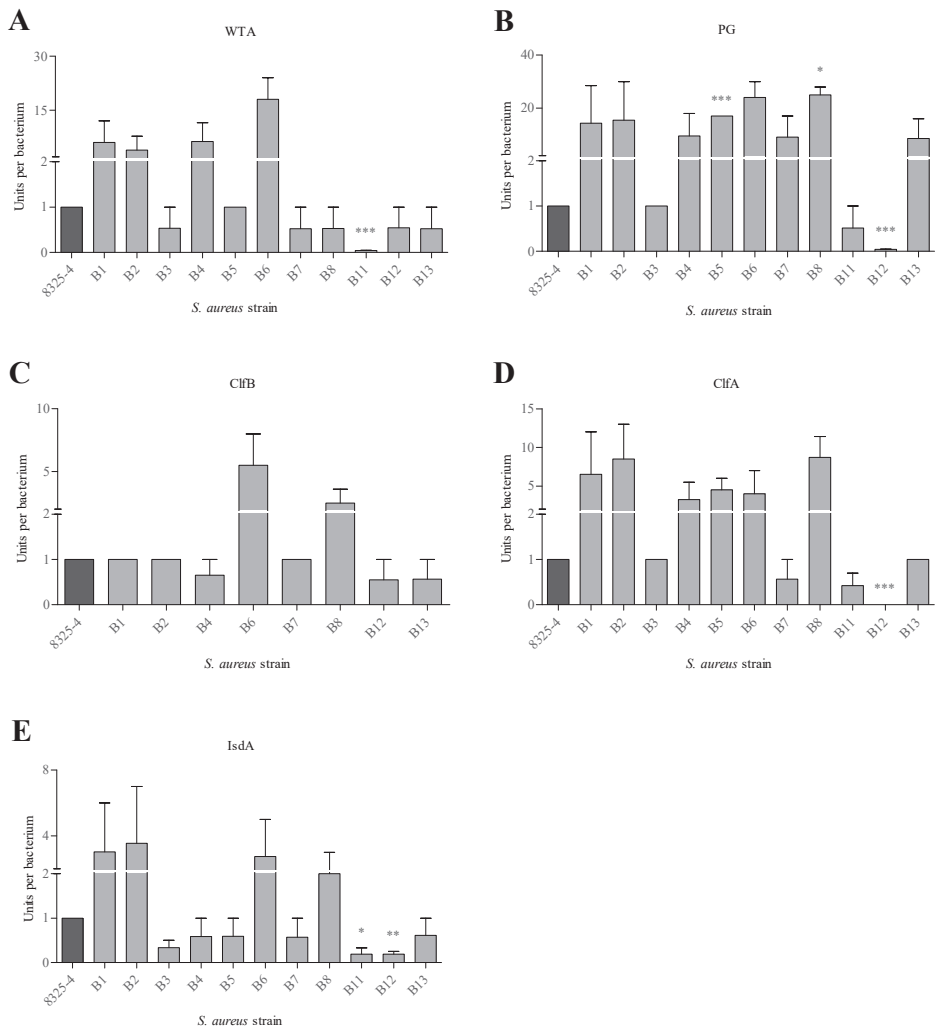 A
WTA
30
15
2
1
0
Units per bacterium
***
8325-4 B1 B2 B3 B4 B5 B6 B7 B8 B11 B12 B13
S. aureus strain
B
PG
40
20
2
1
0
Units per bacterium
*
***
***
8325-4 B1 B2 B3 B4 B5 B6 B7 B8 B11 B12 B13
S. aureus strain
C
ClfB
10
5
2
1
0
Units per bacterium
8325-4 B1 B2 B4 B6 B7 B8 B12 B13
S. aureus strain
D
ClfA
15
10
5
2
1
0
Units per bacterium
***
8325-4 B1 B2 B3 B4 B5 B6 B7 B8 B11 B12 B13
S. aureus strain
E
IsdA
8
4
2
1
0
Units per bacterium
* **
8325-4 B1 B2 B3 B4 B5 B6 B7 B8 B11 B12 B13
S. aureus strain